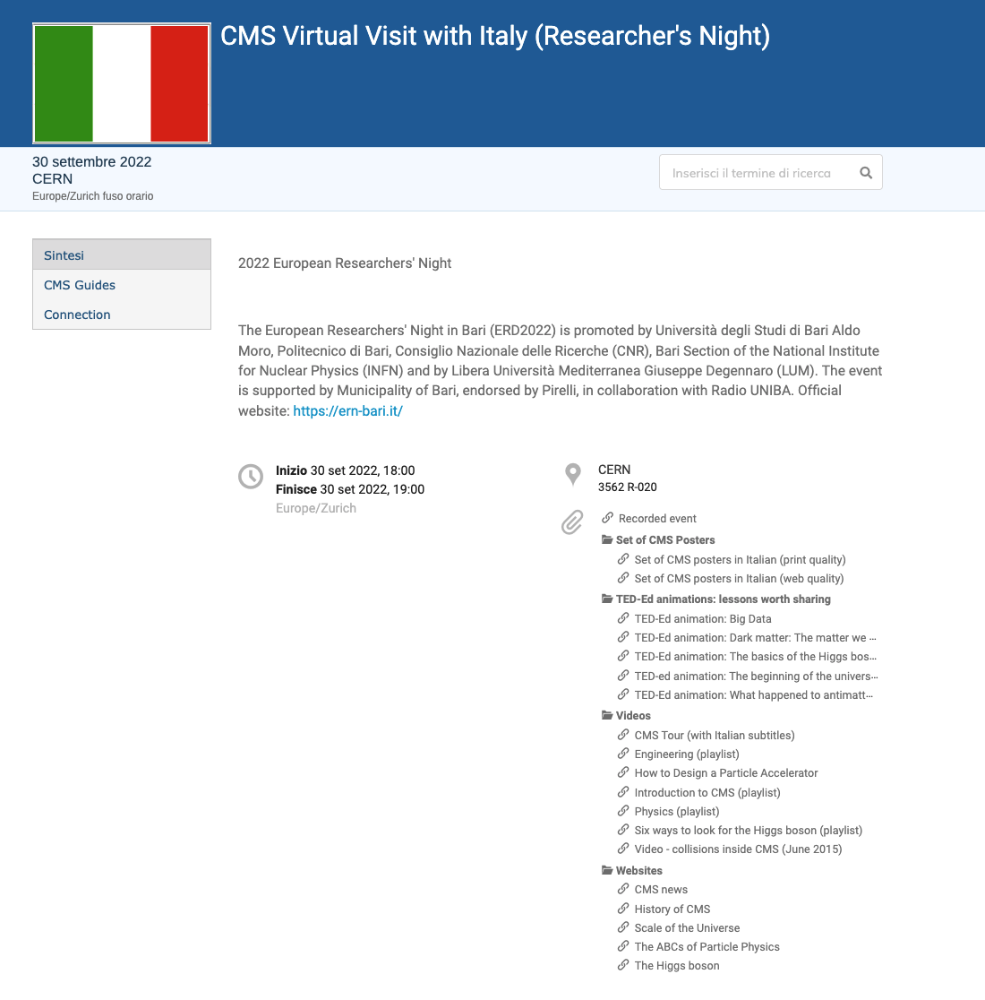 CMS Virtual Visit with Italy (Researcher's Night)
30 settembre 2022
CERN
Europe/Zurich fuso orario
Inserisci il termine di ricerca
Sintesi
CMS Guides
Connection
2022 European Researchers' Night
The European Researchers' Night in Bari (ERD2022) is promoted by Università degli Studi di Bari Aldo
Moro, Politecnico di Bari, Consiglio Nazionale delle Ricerche (CNR), Bari Section of the National Institute
for Nuclear Physics (INFN) and by Libera Università Mediterranea Giuseppe Degennaro (LUM). The event
is supported by Municipality of Bari, endorsed by Pirelli, in collaboration with Radio UNIBA. Official
website: https://ern-bari.it/
Inizio 30 set 2022, 18:00
Finisce 30 set 2022, 19:00
Europe/Zurich
CERN
3562 R-020
Recorded event
Set of CMS Posters
Set of CMS posters in Italian (print quality)
Set of CMS posters in Italian (web quality)
TED-Ed animations: lessons worth sharing
TED-Ed animation: Big Data
TED-Ed animation: Dark matter: The matter we ...
TED-Ed animation: The basics of the Higgs bos...
TED-ed animation: The beginning of the univers...
TED-Ed animation: What happened to antimatt...
Videos
CMS Tour (with Italian subtitles)
Engineering (playlist)
How to Design a Particle Accelerator
Introduction to CMS (playlist)
Physics (playlist)
Six ways to look for the Higgs boson (playlist)
Video - collisions inside CMS (June 2015)
Websites
CMS news
History of CMS
Scale of the Universe
The ABCs of Particle Physics
The Higgs boson